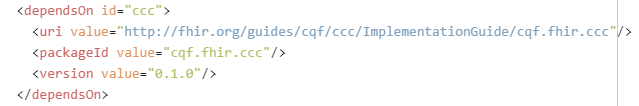 <dependsOn id="ccc">
<uri value="http://fhir.org/guides/cqf/ccc/ImplementationGuide/cqf.fhir.ccc"/>
<packageId value="cqf.fhir.ccc"/>
<version value="0.1.0"/>
</dependsOn>